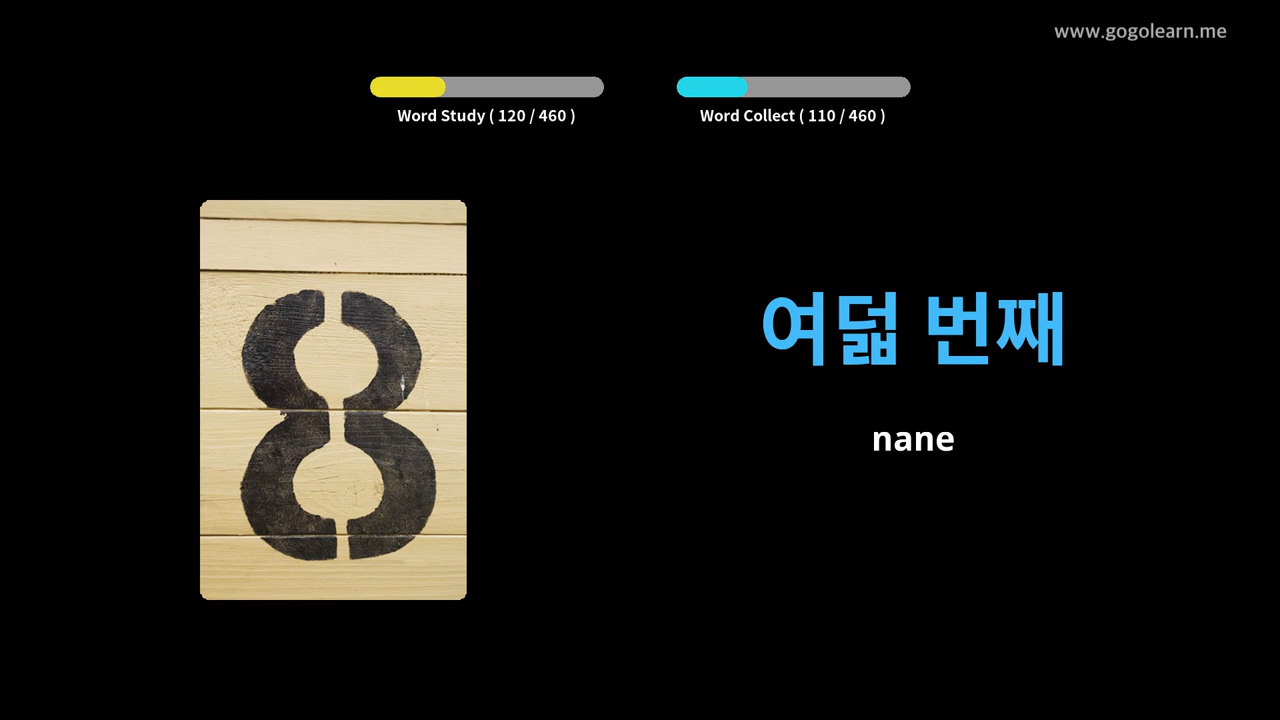 www.gogolearn.me
Word Study ( 120 / 460 )
Word Collect ( 110 / 460 )
8
여덟 번째
nane